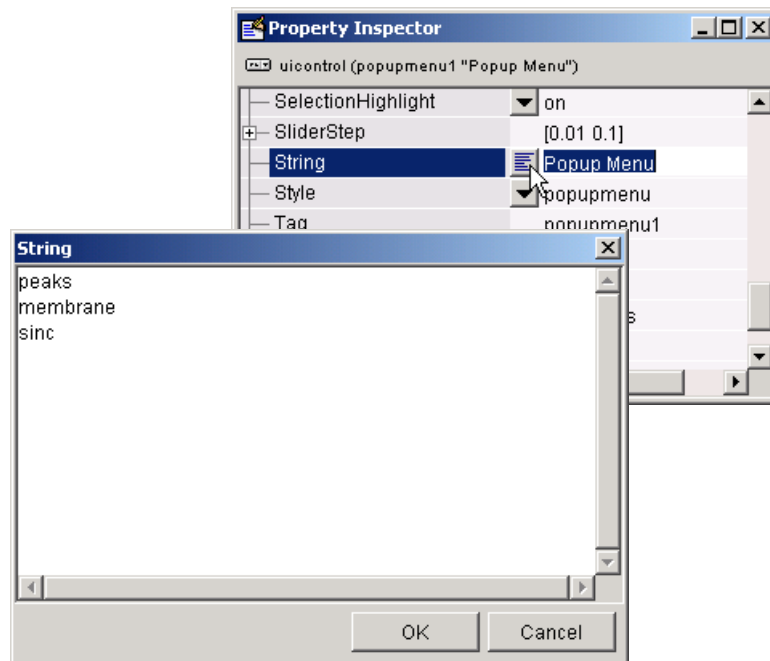 Property Inspector
uicontrol (popupmenu1 "Popup Menu")
SelectionHighlight on
SliderStep [0.01 0.1]
String Popup Menu
Style popupmenu
Tag popupmenu1
String
peaks
membrane
sinc
OK Cancel